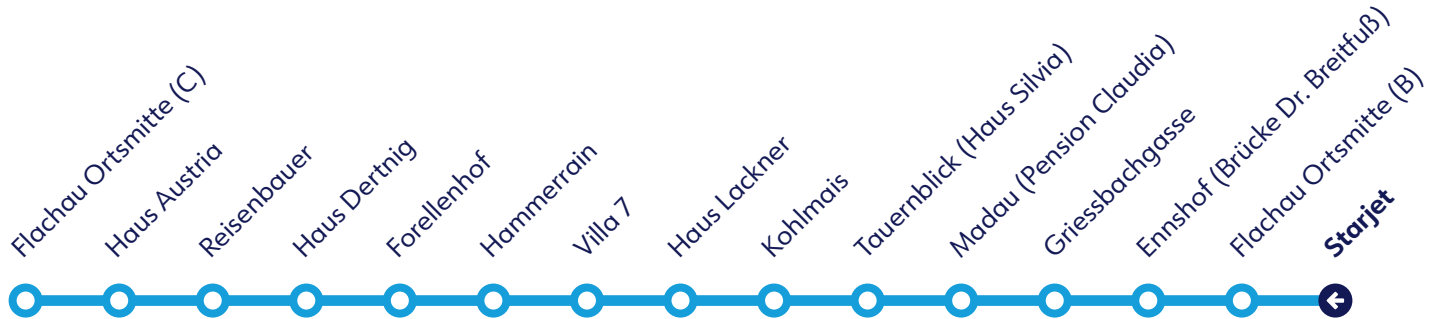 Flachau Ortsmitte (C)
Haus Austria
Reisenbauer
Haus Dertnig
Forellenhof
Hammerrain
Villa 7
Haus Lackner
Kohlmais
Tauernblick (Haus Silvia)
Madau (Pension Claudia)
Griessbachgasse
Ennshof (Brücke Dr. Breitfuß)
Flachau Ortsmitte (B)
Starjet